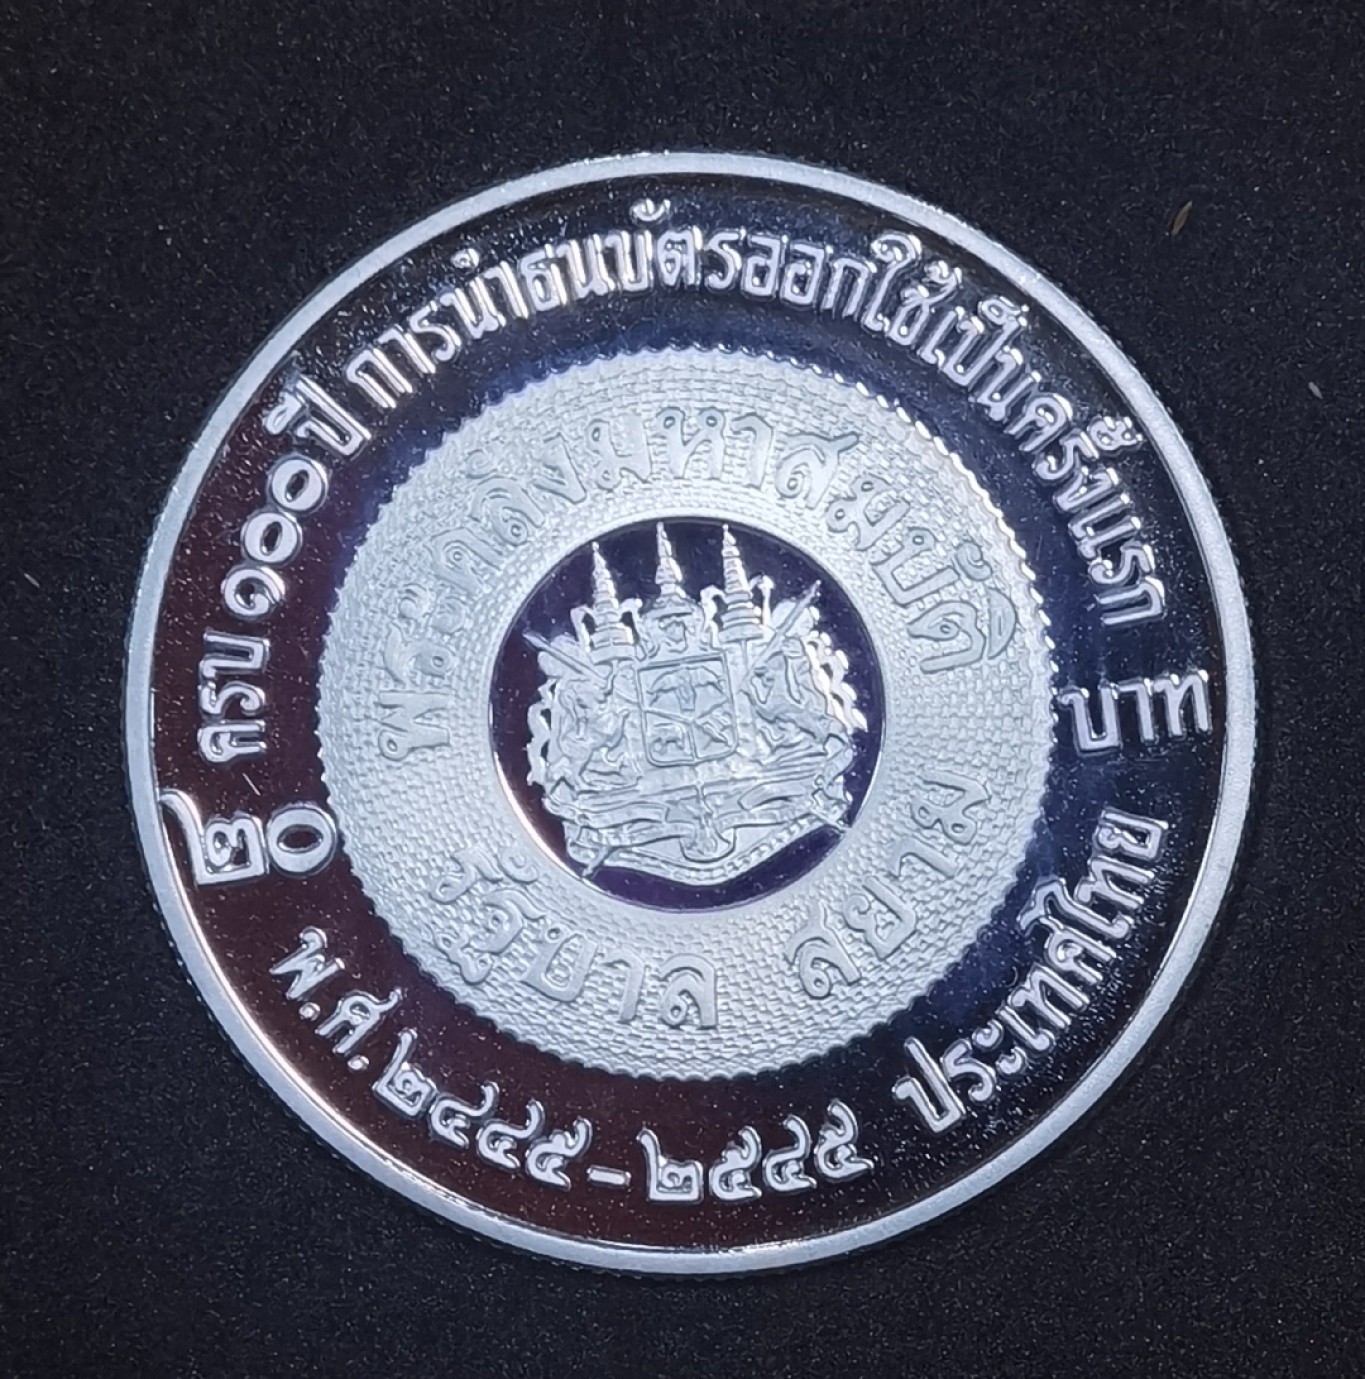 ครบ ๑๐๐ ปี การนำธนบัตรออกใช้เป็นครั้งแรก
พระคลังมหาสมบัติ
รัฐบาล สยาม
๒๐ บาท
พ.ศ. ๒๔๔๕ - ๒๕๔๕ ประเทศไทย